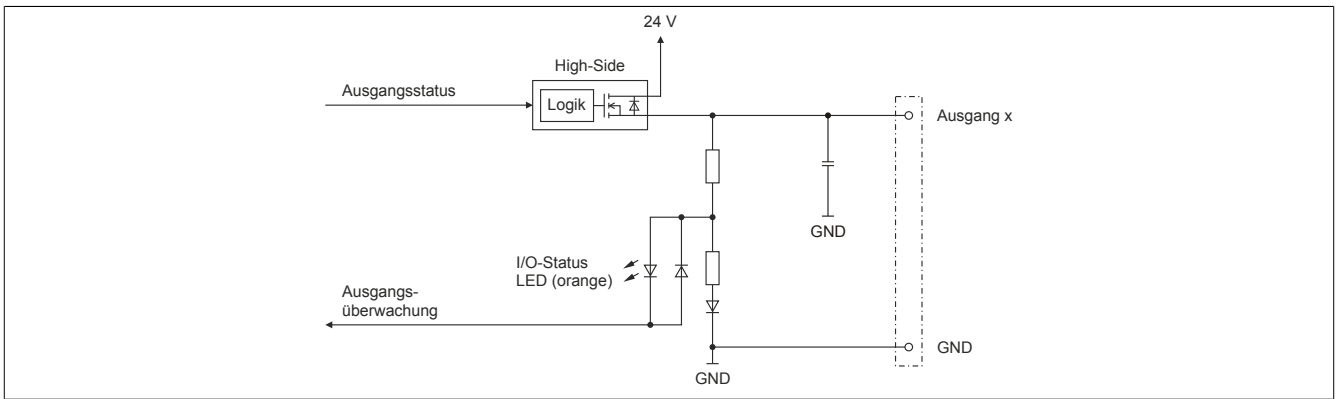 24 V
High-Side
Ausgangsstatus
Logik
Ausgang x
GND
I/O-Status
LED (orange)
Ausgangs-
überwachung
GND
GND